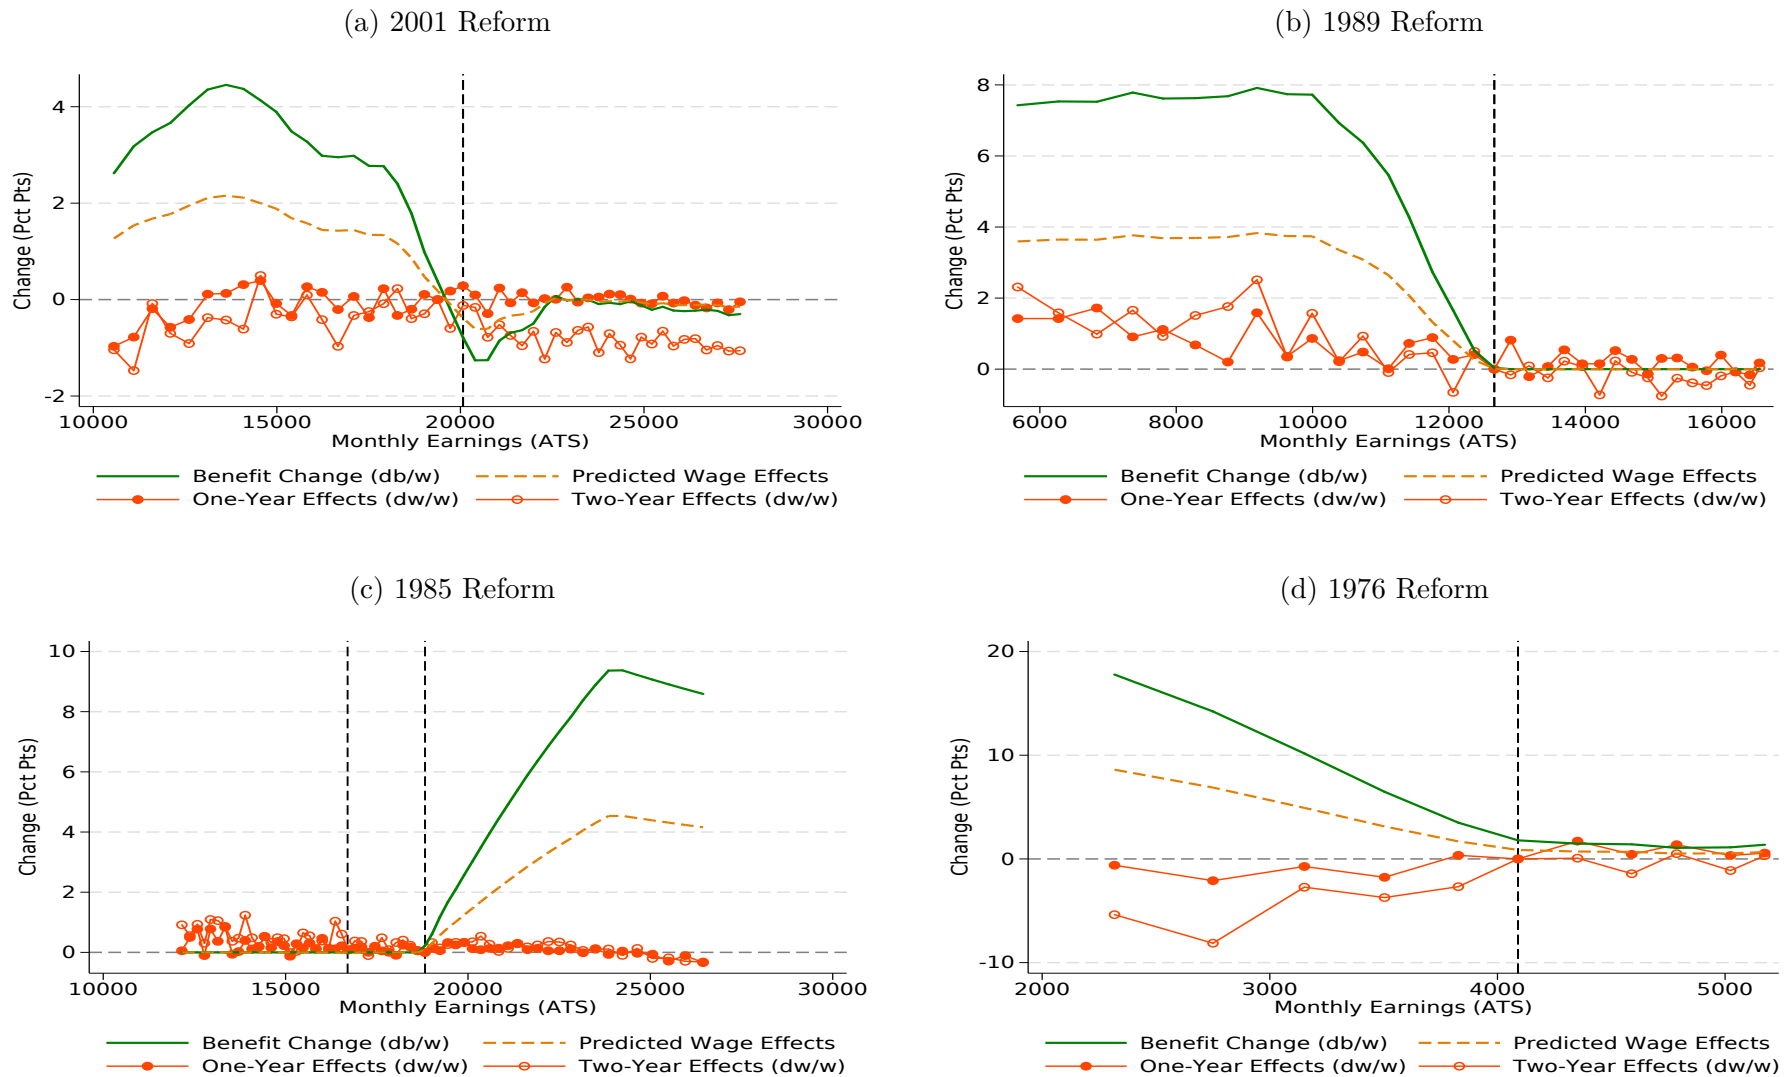 (a) 2001 Reform
Change (Pct Pts)
4
2
0
-2
10000 15000 20000 25000 30000
Monthly Earnings (ATS)
Benefit Change (db/w) Predicted Wage Effects
One-Year Effects (dw/w) Two-Year Effects (dw/w)
(b) 1989 Reform
Change (Pct Pts)
8
6
4
2
0
6000 8000 10000 12000 14000 16000
Monthly Earnings (ATS)
Benefit Change (db/w) Predicted Wage Effects
One-Year Effects (dw/w) Two-Year Effects (dw/w)
(c) 1985 Reform
Change (Pct Pts)
10
8
6
4
2
0
10000 15000 20000 25000 30000
Monthly Earnings (ATS)
Benefit Change (db/w) Predicted Wage Effects
One-Year Effects (dw/w) Two-Year Effects (dw/w)
(d) 1976 Reform
Change (Pct Pts)
20
10
0
-10
2000 3000 4000 5000
Monthly Earnings (ATS)
Benefit Change (db/w) Predicted Wage Effects
One-Year Effects (dw/w) Two-Year Effects (dw/w)